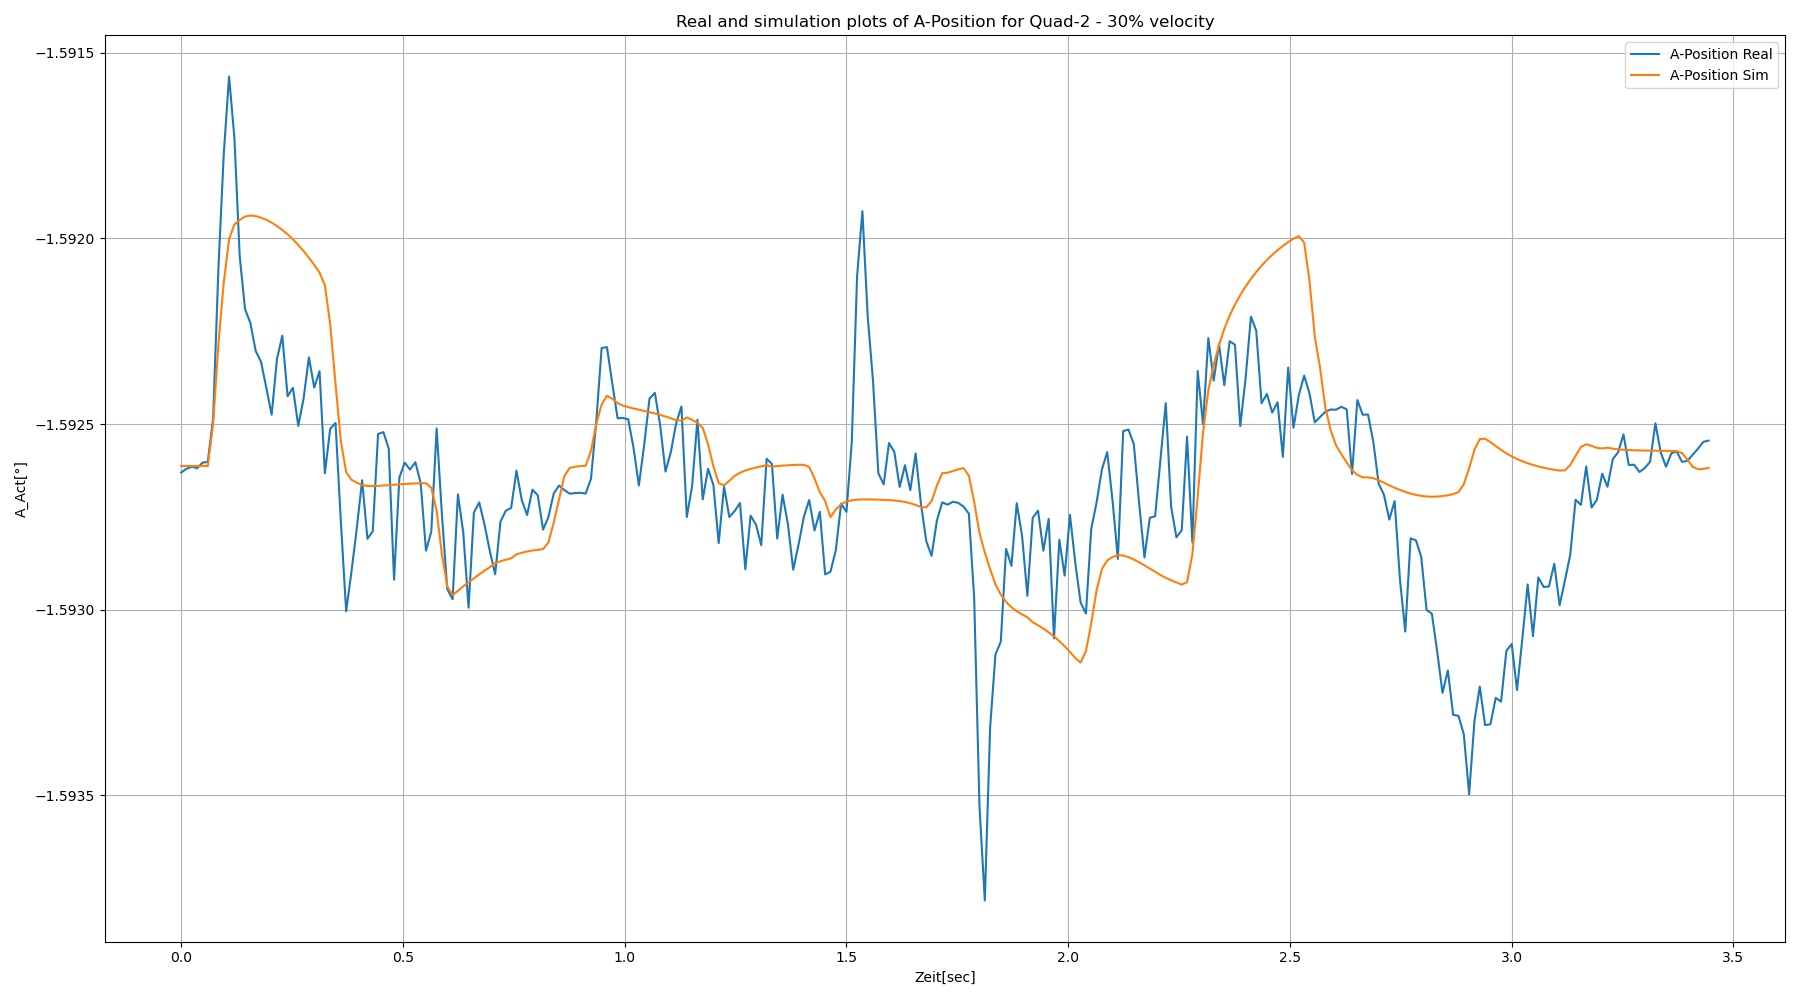 Real and simulation plots of A-Position for Quad-2 - 30% velocity
A-Position Real
A-Position Sim
A_Act[°]
−1.5915
−1.5920
−1.5925
−1.5930
−1.5935
0.0
0.5
1.0
1.5
2.0
2.5
3.0
3.5
Zeit[sec]